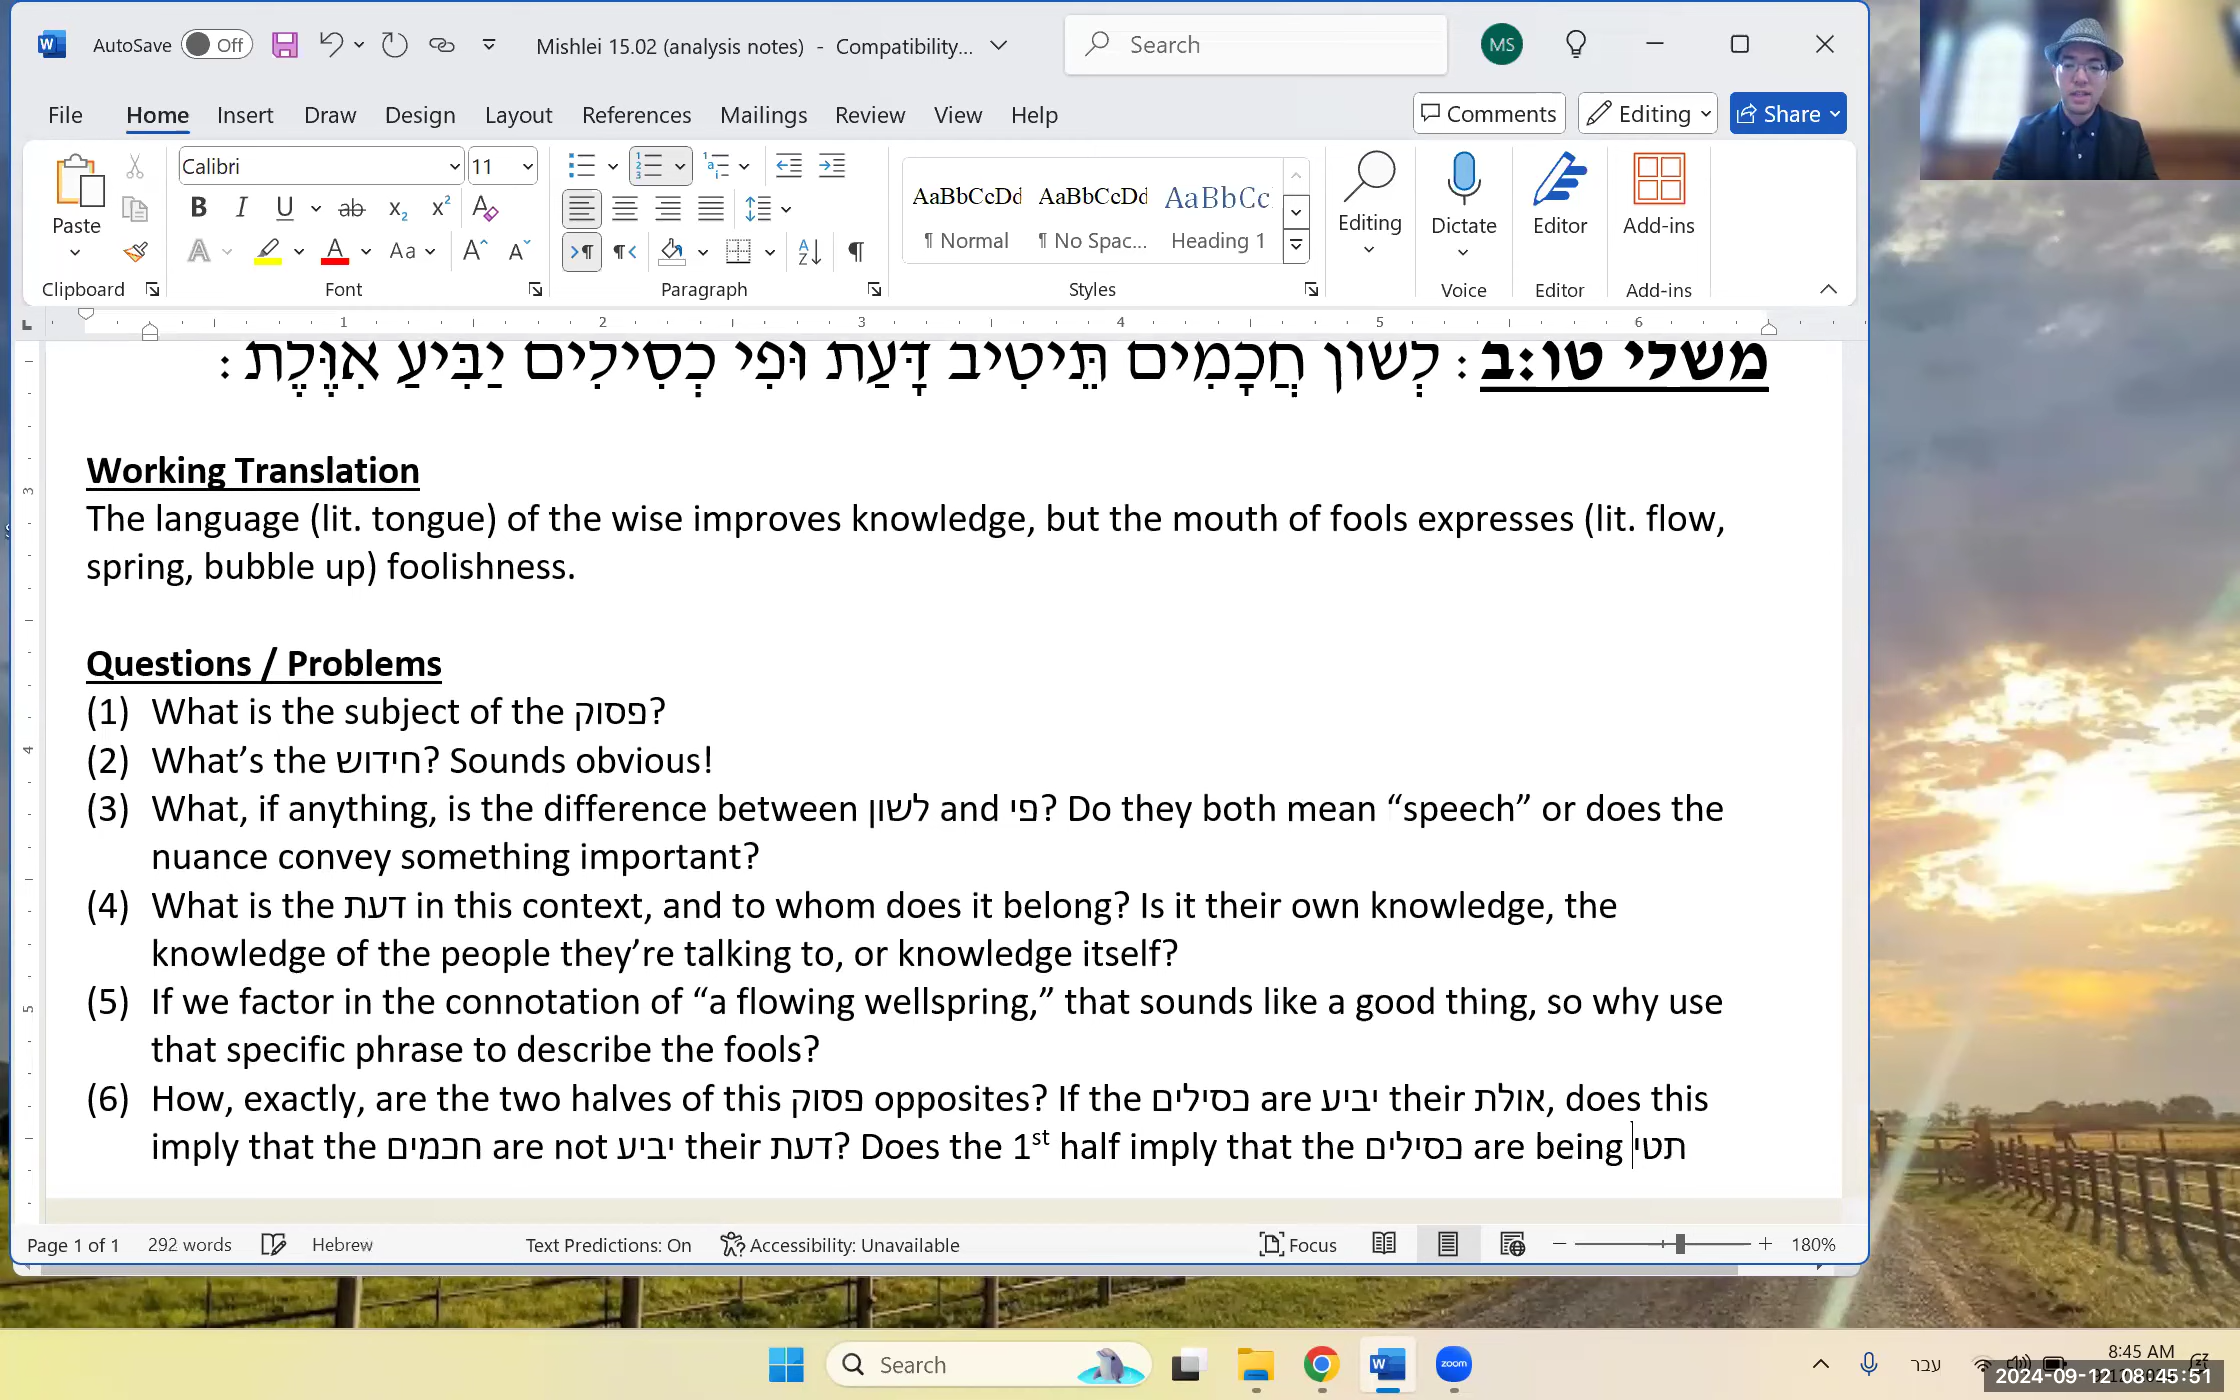 AutoSave Off Mishlei 15.02 (analysis notes) - Compatibility... Search MS
File Home Insert Draw Design Layout References Mailings Review View Help Comments Editing Share
Paste
Clipboard
Calibri 11
Font
Paragraph
AaBbCcDd AaBbCcDd AaBbCc
¶ Normal ¶ No Spac... Heading 1
Styles
Editing
Dictate
Voice
Editor
Editor
Add-ins
Add-ins
1 2 3 4 5 6
משלי טו:ב: לְשׁוֹן חֲכָמִים תֵּיטִיב דָּעַת וּפִי כְסִילִים יַבִּיעַ אִוֶּלֶת:
Working Translation
The language (lit. tongue) of the wise improves knowledge, but the mouth of fools expresses (lit. flow,
spring, bubble up) foolishness.
Questions / Problems
(1) What is the subject of the פסוק?
(2) What’s the חידוש? Sounds obvious!
(3) What, if anything, is the difference between לשון and פי? Do they both mean “speech” or does the
nuance convey something important?
(4) What is the דעת in this context, and to whom does it belong? Is it their own knowledge, the
knowledge of the people they’re talking to, or knowledge itself?
(5) If we factor in the connotation of “a flowing wellspring,” that sounds like a good thing, so why use
that specific phrase to describe the fools?
(6) How, exactly, are the two halves of this פסוק opposites? If the כסילים are יביע their אולת, does this
imply that the חכמים are not יביע their דעת? Does the 1st half imply that the כסילים are being תטי
Page 1 of 1 292 words Hebrew Text Predictions: On Accessibility: Unavailable Focus 180%
Search zoom עבר 8:45 AM
2024-09-12 08:45:51